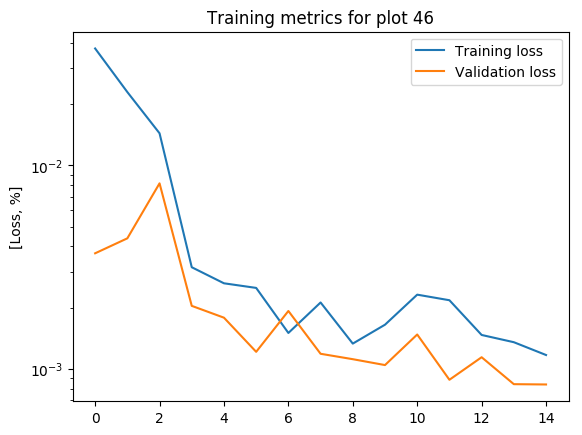 Training metrics for plot 46
Training loss
Validation loss
[Loss, %]
10⁻²
10⁻³
0 2 4 6 8 10 12 14